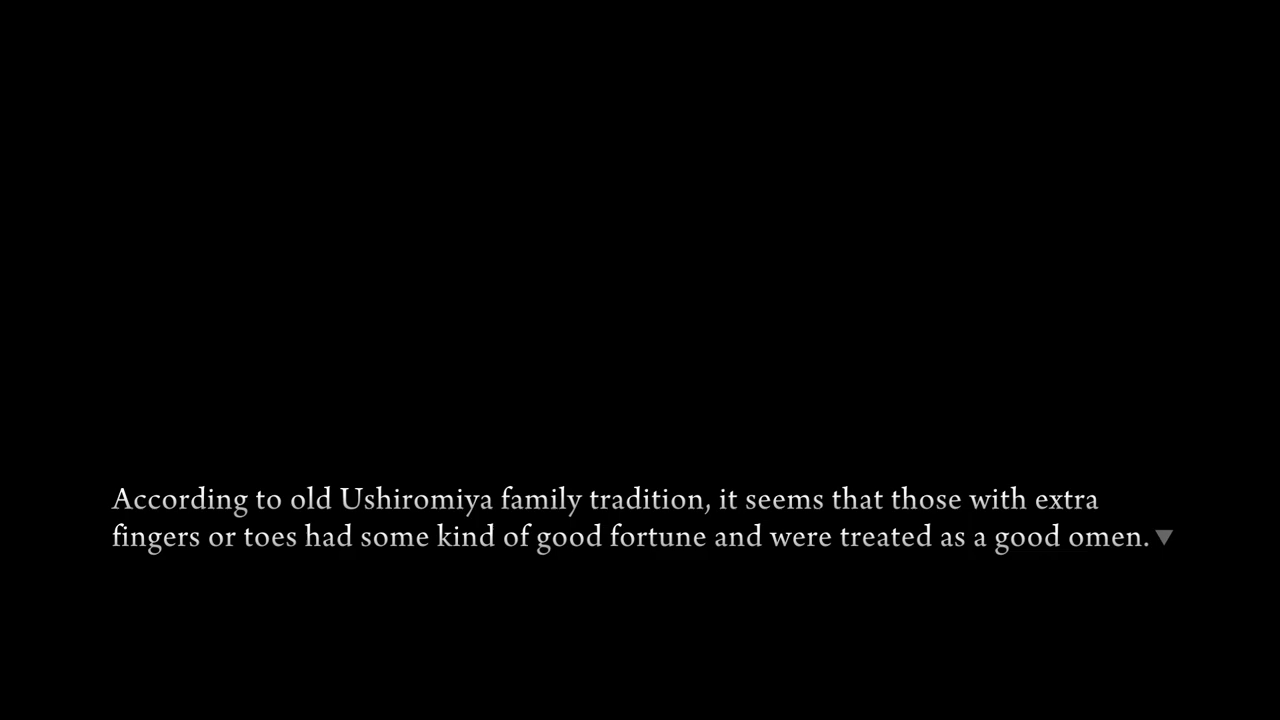 According to old Ushiromiya family tradition, it seems that those with extra
fingers or toes had some kind of good fortune and were treated as a good omen.